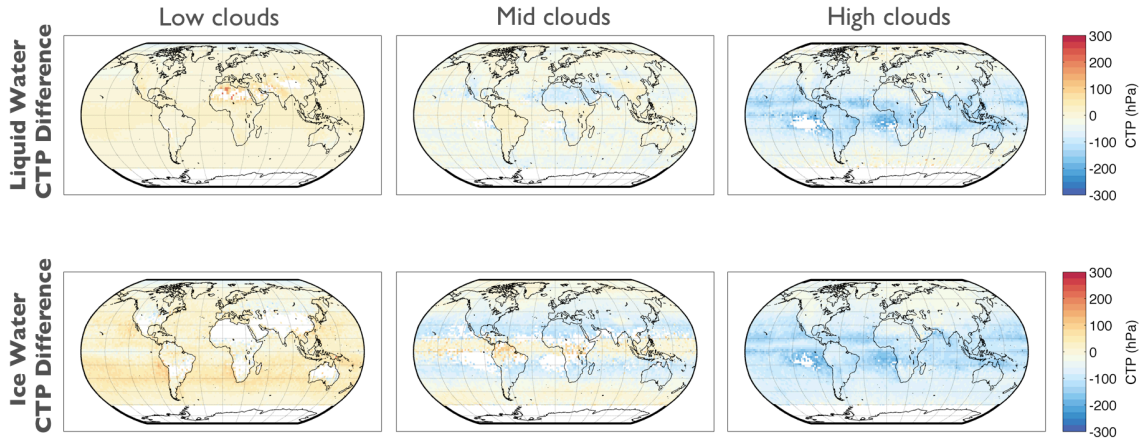 Low clouds
Mid clouds
High clouds
Liquid Water
CTP Difference
300
200
100
0
-100
-200
-300
CTP (hPa)
Ice Water
CTP Difference
300
200
100
0
-100
-200
-300
CTP (hPa)